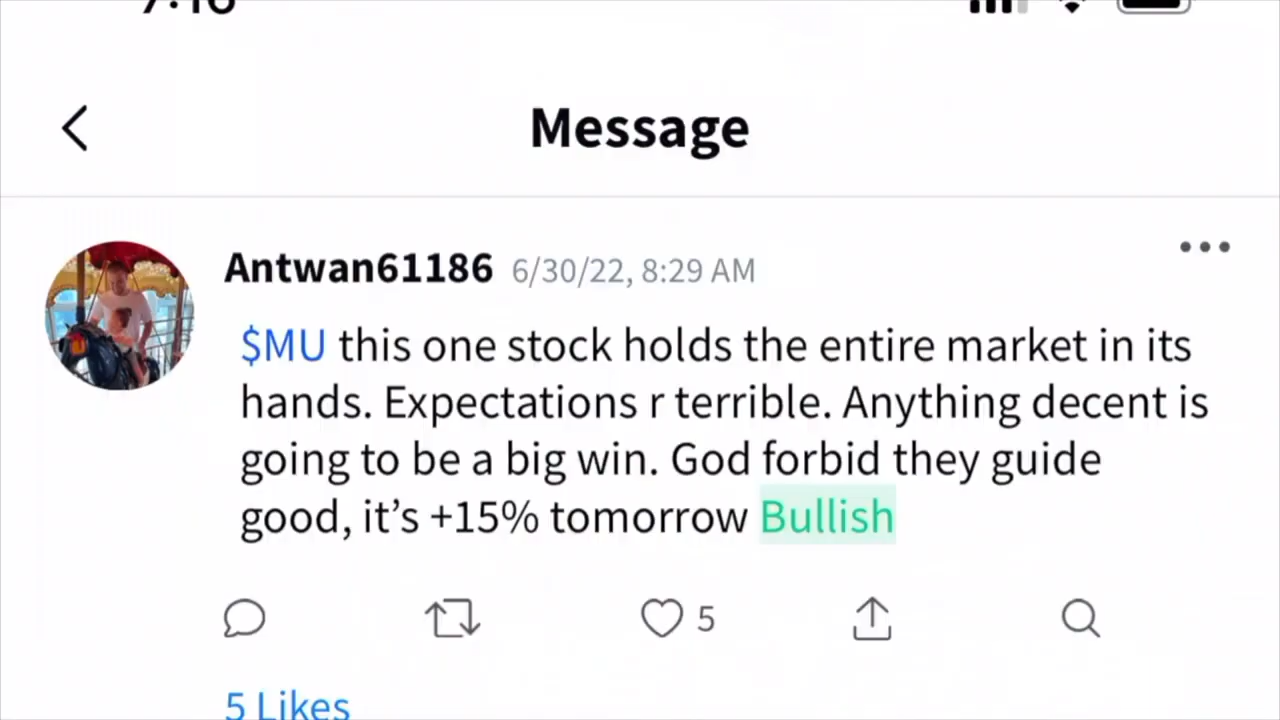 Message
Antwan61186 6/30/22, 8:29 AM
$MU this one stock holds the entire market in its
hands. Expectations r terrible. Anything decent is
going to be a big win. God forbid they guide
good, it’s +15% tomorrow Bullish
5
5 Likes